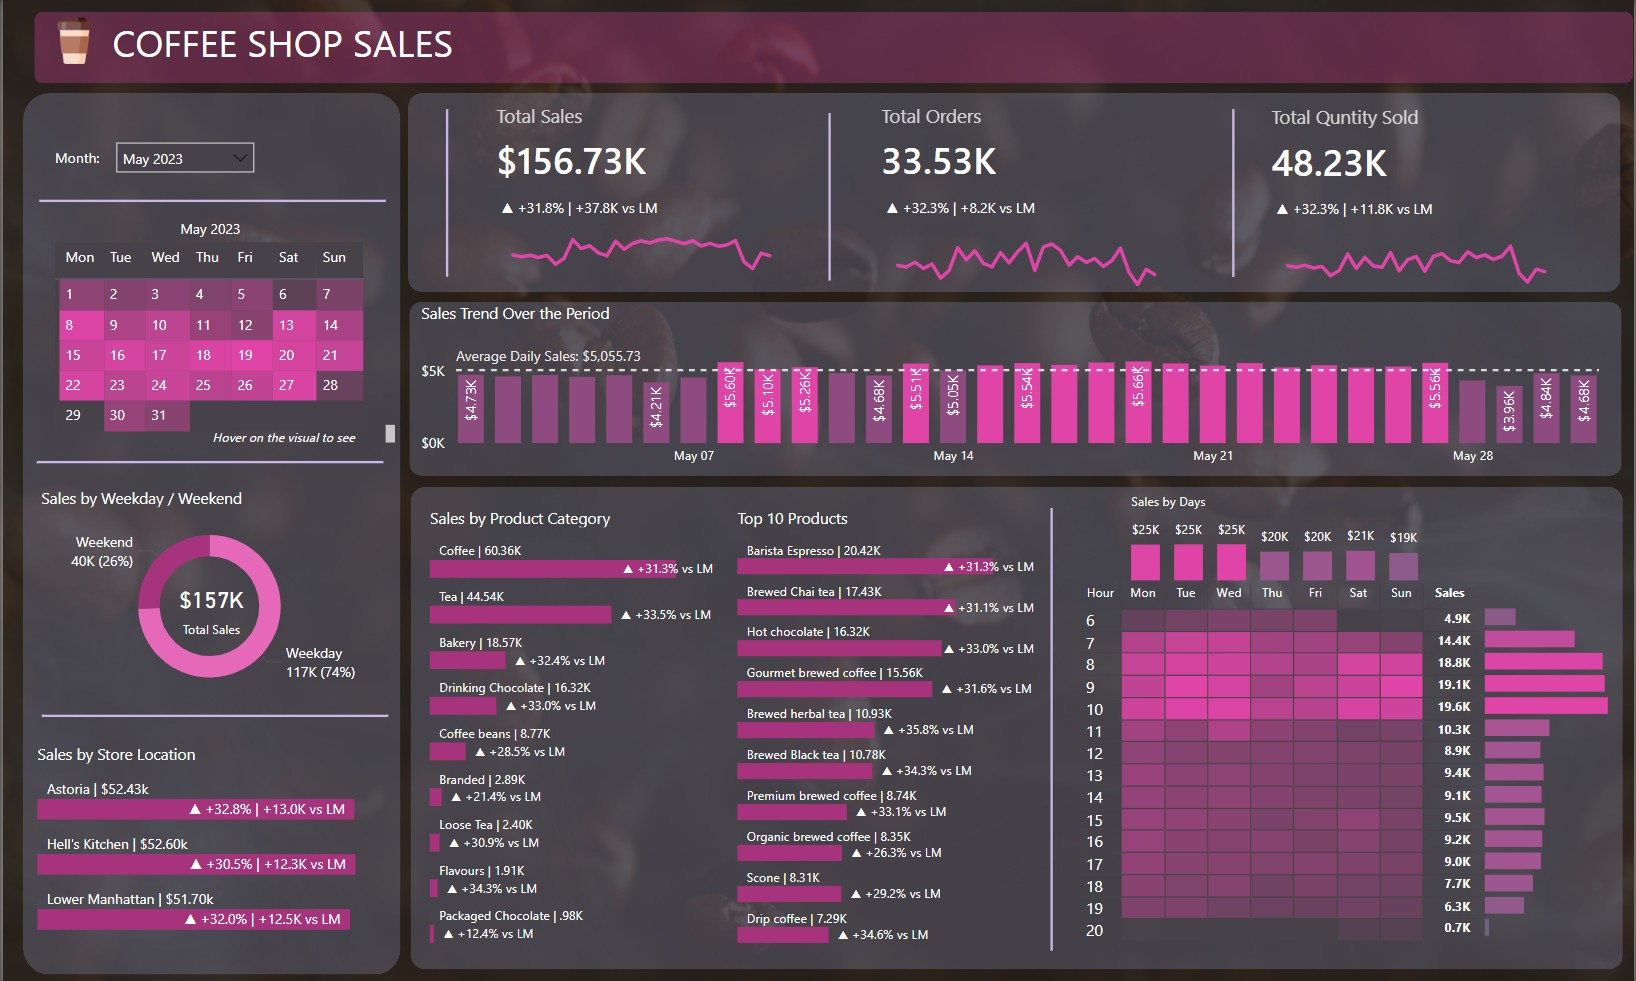 COFFEE SHOP SALES
Month:
May 2023
May 2023
Mon Tue Wed Thu Fri Sat Sun
1 2 3 4 5 6 7
8 9 10 11 12 13 14
15 16 17 18 19 20 21
22 23 24 25 26 27 28
29 30 31
Hover on the visual to see
Sales by Weekday / Weekend
Weekend
40K (26%)
$157K
Total Sales
Weekday
117K (74%)
Sales by Store Location
Astoria | $52.43k
▲ +32.8% | +13.0K vs LM
Hell's Kitchen | $52.60k
▲ +30.5% | +12.3K vs LM
Lower Manhattan | $51.70k
▲ +32.0% | +12.5K vs LM
Total Sales
$156.73K
▲ +31.8% | +37.8K vs LM
Total Orders
33.53K
▲ +32.3% | +8.2K vs LM
Total Quntity Sold
48.23K
▲ +32.3% | +11.8K vs LM
Sales Trend Over the Period
Average Daily Sales: $5,055.73
$5K
$0K
$4.73K
$4.21K
$5.60K
$5.10K
$5.26K
$4.68K
$5.51K
$5.05K
$5.54K
$5.66K
$5.56K
$3.96K
$4.84K
$4.68K
May 07 May 14 May 21 May 28
Sales by Product Category
Coffee | 60.36K
▲ +31.3% vs LM
Tea | 44.54K
▲ +33.5% vs LM
Bakery | 18.57K
▲ +32.4% vs LM
Drinking Chocolate | 16.32K
▲ +33.0% vs LM
Coffee beans | 8.77K
▲ +28.5% vs LM
Branded | 2.89K
▲ +21.4% vs LM
Loose Tea | 2.40K
▲ +30.9% vs LM
Flavours | 1.91K
▲ +34.3% vs LM
Packaged Chocolate | .98K
▲ +12.4% vs LM
Top 10 Products
Barista Espresso | 20.42K
▲ +31.3% vs LM
Brewed Chai tea | 17.43K
▲ +31.1% vs LM
Hot chocolate | 16.32K
▲ +33.0% vs LM
Gourmet brewed coffee | 15.56K
▲ +31.6% vs LM
Brewed herbal tea | 10.93K
▲ +35.8% vs LM
Brewed Black tea | 10.78K
▲ +34.3% vs LM
Premium brewed coffee | 8.74K
▲ +33.1% vs LM
Organic brewed coffee | 8.35K
▲ +26.3% vs LM
Scone | 8.31K
▲ +29.2% vs LM
Drip coffee | 7.29K
▲ +34.6% vs LM
Sales by Days
$25K $25K $25K $20K $20K $21K $19K
Hour Mon Tue Wed Thu Fri Sat Sun Sales
6 4.9K
7 14.4K
8 18.8K
9 19.1K
10 19.6K
11 10.3K
12 8.9K
13 9.4K
14 9.1K
15 9.5K
16 9.2K
17 9.0K
18 7.7K
19 6.3K
20 0.7K